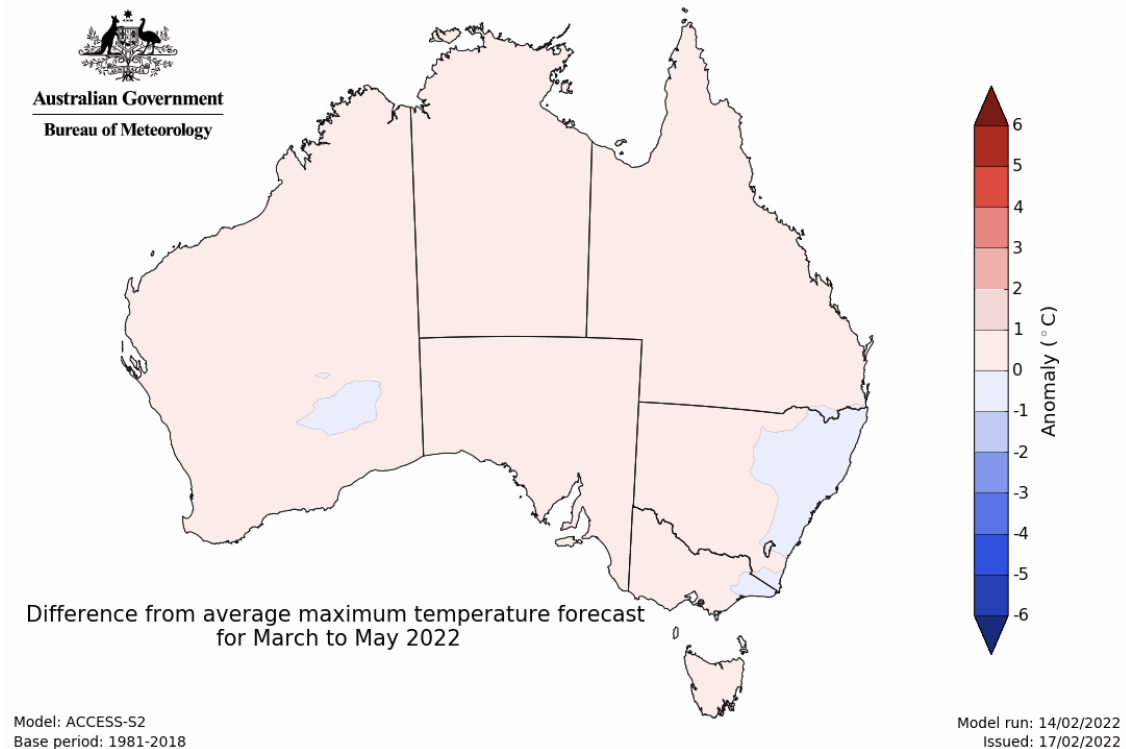 Australian Government
Bureau of Meteorology
6
5
4
3
2
1
0
-1
-2
-3
-4
-5
-6
Anomaly (°C)
Difference from average maximum temperature forecast
for March to May 2022
Model: ACCESS-S2
Base period: 1981-2018
Model run: 14/02/2022
Issued: 17/02/2022